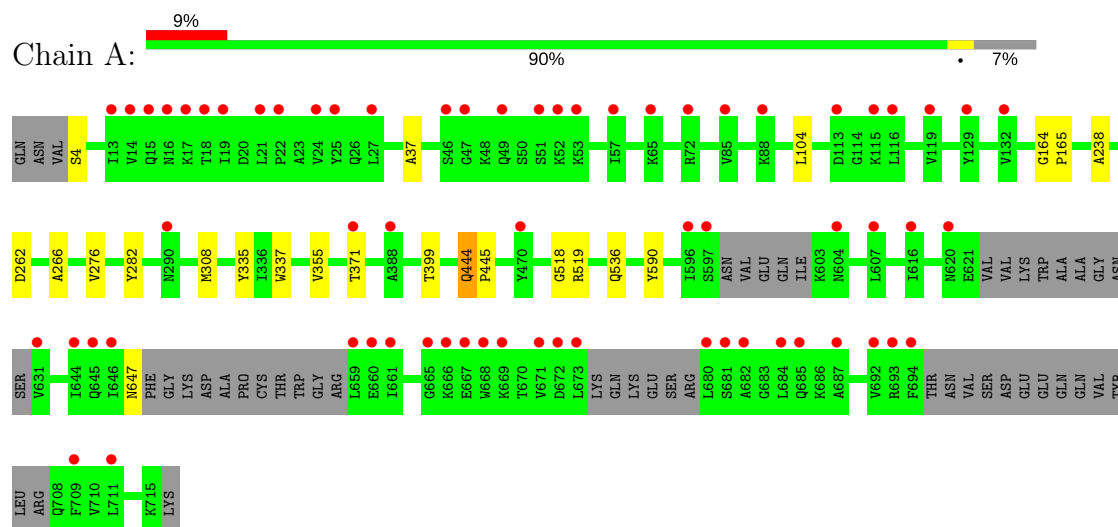 9%
Chain A:
90% • 7%
GLN ASN VAL S4 I13 V14 Q15 N16 K17 T18 I19 D20 L21 P22 A23 V24 Y25 Q26 L27 A37 S46 G47 K48 Q49 S50 S51 K52 K53 I57 K65 R72 V85 K88 L104 D113 G114 K115 L116 V119 Y129 V132 G164 P165 A238
D262 A266 V276 Y282 N290 M308 Y335 I336 W337 V355 T371 A388 T399 Q444 P445 Y470 G518 R519 Q536 Y590 I596 S597 ASN VAL GLU GLN ILE K603 N604 L607 I616 N620 E621 VAL VAL LYS TRP ALA ALA GLY ASN
SER V631 I644 Q645 I646 N647 PHE GLY LYS ASP ALA PRO CYS THR TRP GLY ARG L659 E660 I661 G665 K666 E667 W668 K669 T670 V671 D672 L673 LYS GLN LYS GLU SER ARG L680 S681 A682 G683 L684 Q685 K686 A687 V692 R693 F694 THR ASN VAL SER ASP GLU GLU GLN GLN VAL TYR
LEU ARG Q708 F709 V710 L711 K715 LYS